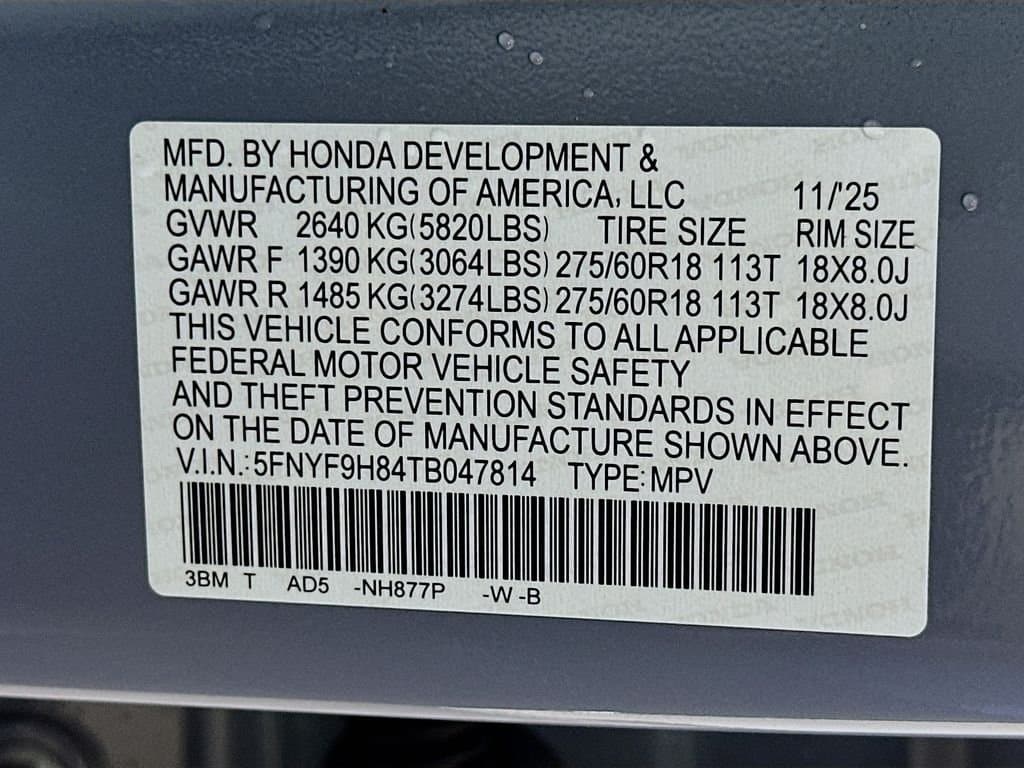 MFD. BY HONDA DEVELOPMENT &
MANUFACTURING OF AMERICA, LLC 11/'25
GVWR 2640 KG(5820LBS) TIRE SIZE RIM SIZE
GAWR F 1390 KG(3064LBS) 275/60R18 113T 18X8.0J
GAWR R 1485 KG(3274LBS) 275/60R18 113T 18X8.0J
THIS VEHICLE CONFORMS TO ALL APPLICABLE
FEDERAL MOTOR VEHICLE SAFETY
AND THEFT PREVENTION STANDARDS IN EFFECT
ON THE DATE OF MANUFACTURE SHOWN ABOVE.
V.I.N.: 5FNYF9H84TB047814 TYPE: MPV
3BM T AD5 -NH877P -W -B